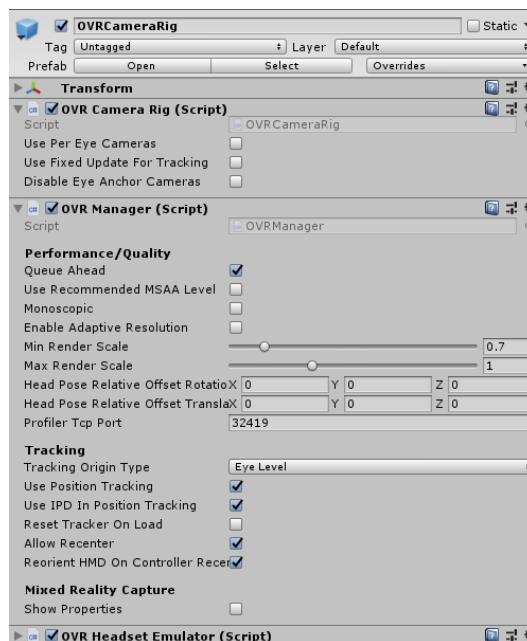 OVRCameraRig Static
Tag Untagged Layer Default
Prefab Open Select Overrides
Transform
OVR Camera Rig (Script)
Script OVRCameraRig
Use Per Eye Cameras
Use Fixed Update For Tracking
Disable Eye Anchor Cameras
OVR Manager (Script)
Script OVRManager
Performance/Quality
Queue Ahead
Use Recommended MSAA Level
Monoscopic
Enable Adaptive Resolution
Min Render Scale 0.7
Max Render Scale 1
Head Pose Relative Offset Rotatio X 0 Y 0 Z 0
Head Pose Relative Offset Transla X 0 Y 0 Z 0
Profiler Tcp Port 32419
Tracking
Tracking Origin Type Eye Level
Use Position Tracking
Use IPD In Position Tracking
Reset Tracker On Load
Allow Recenter
Reorient HMD On Controller Recer
Mixed Reality Capture
Show Properties
OVR Headset Emulator (Script)